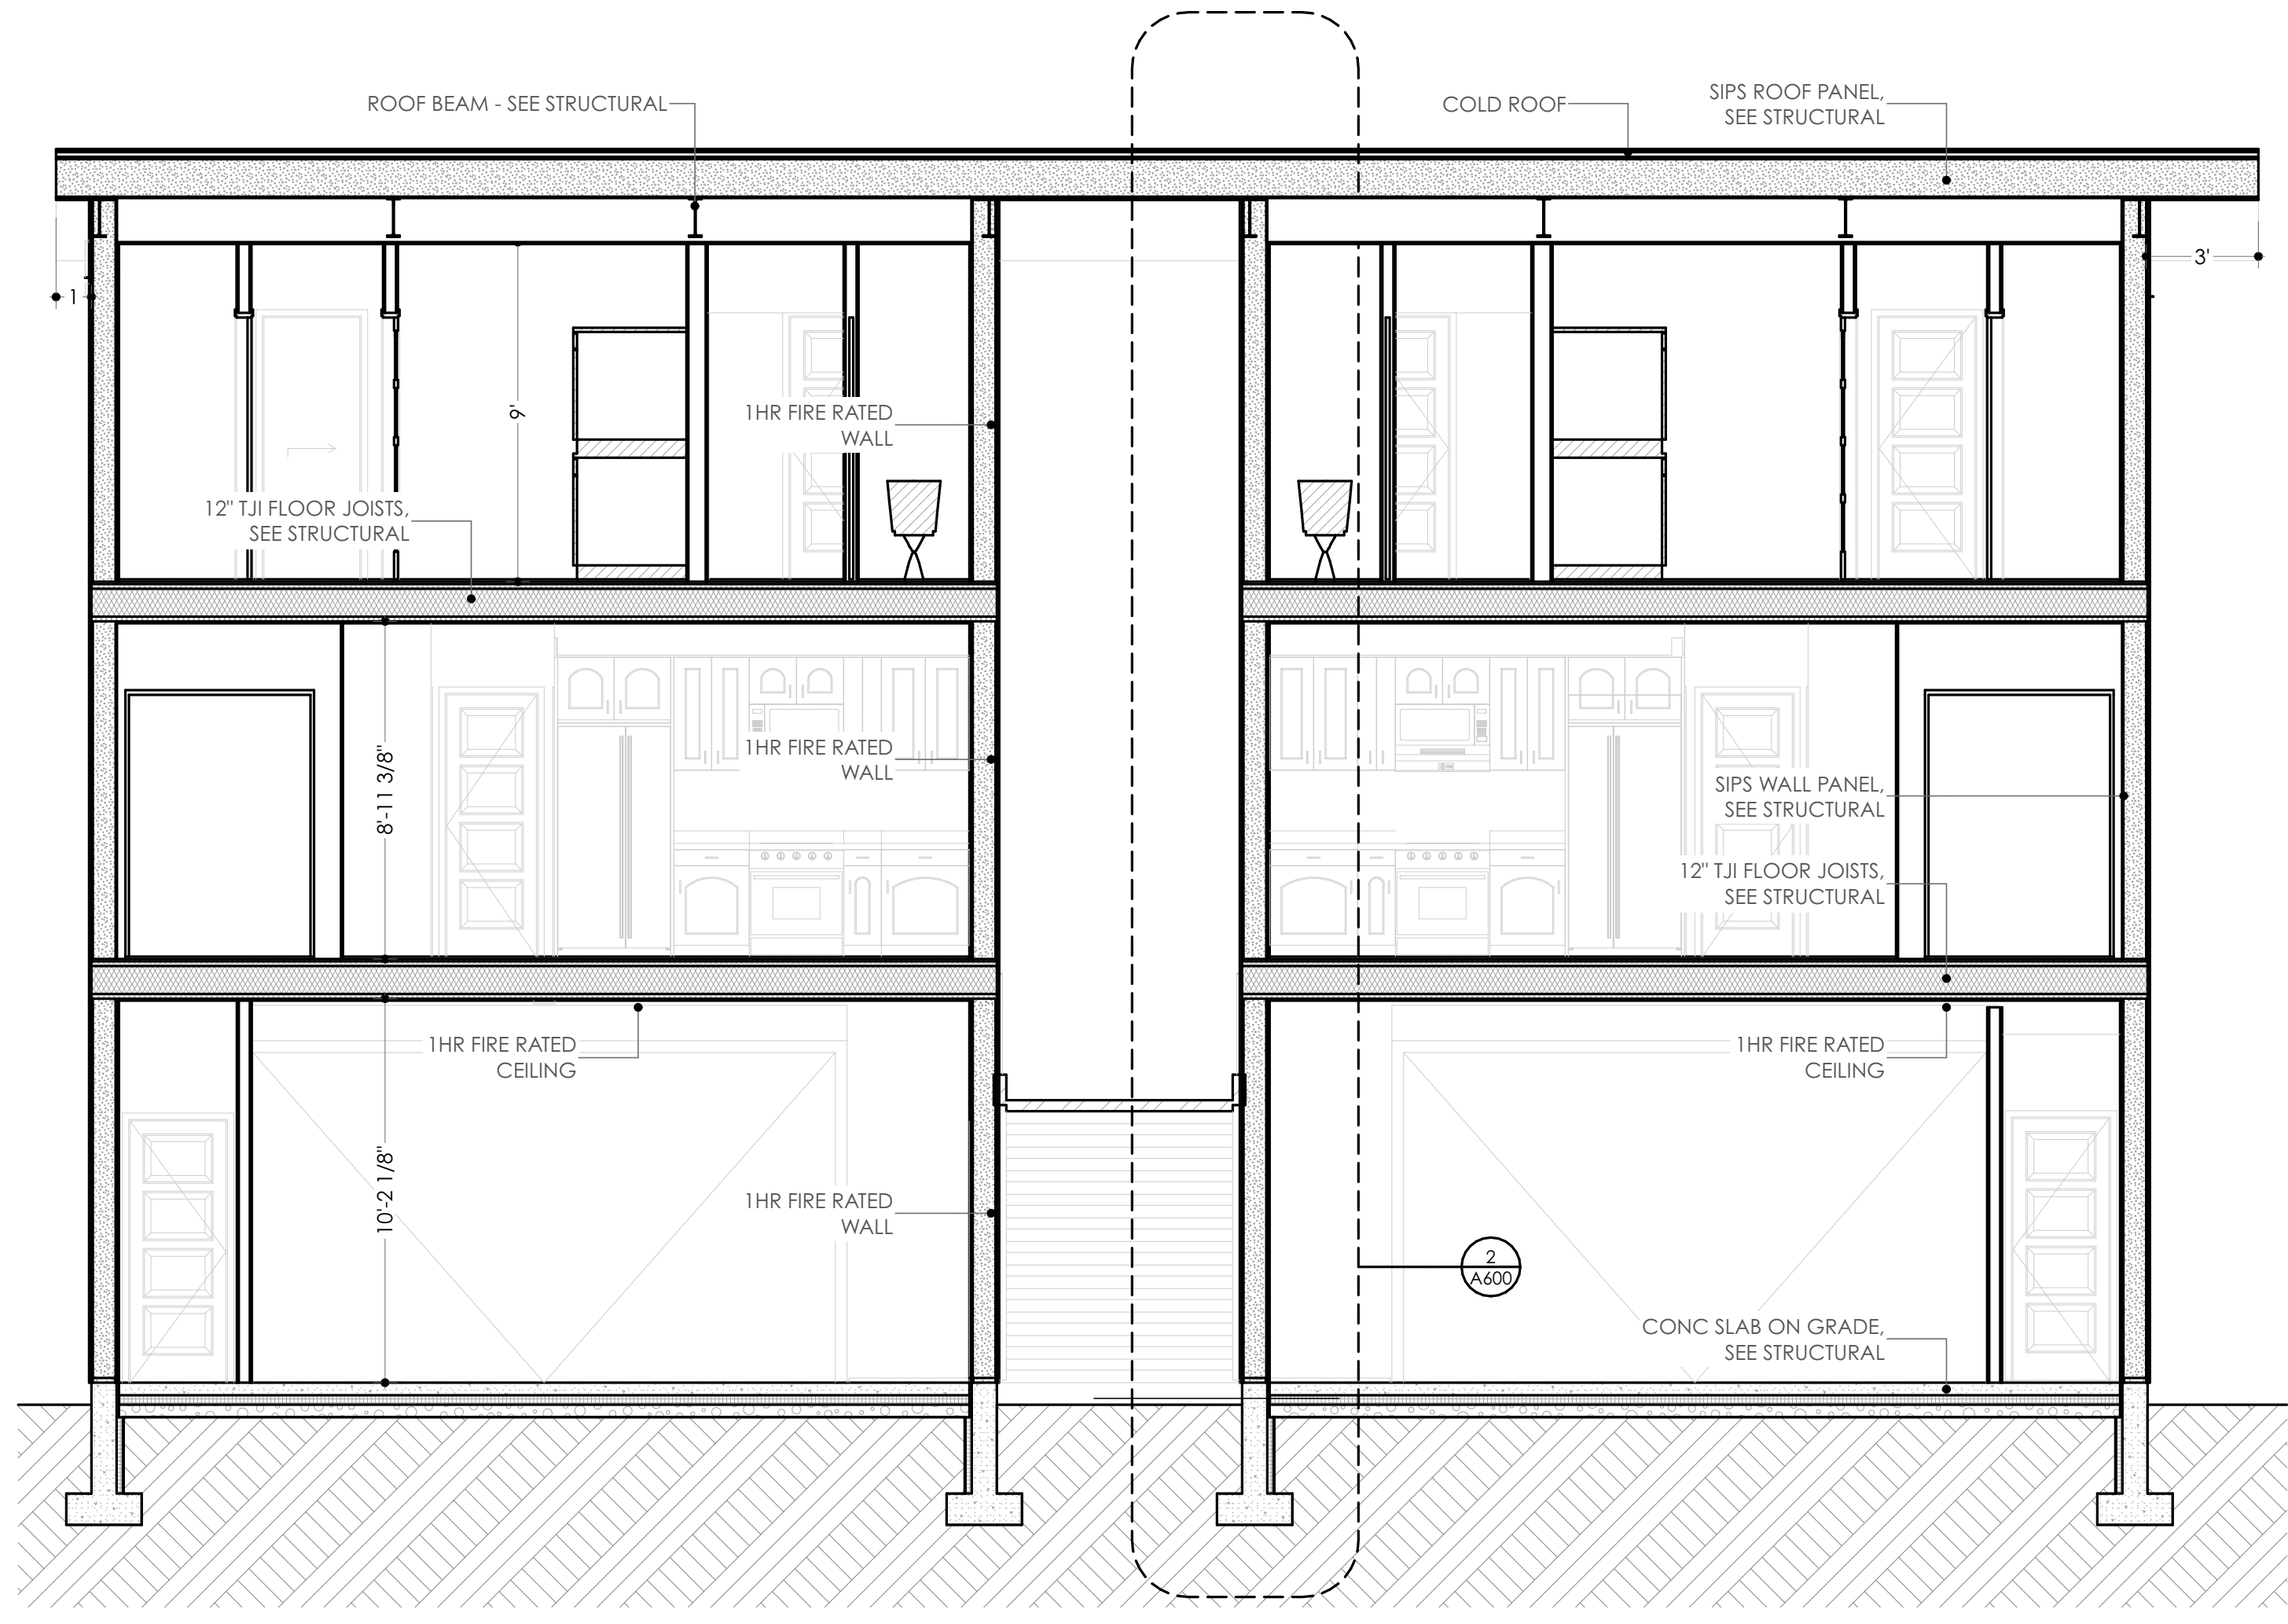 ROOF BEAM - SEE STRUCTURAL
COLD ROOF
SIPS ROOF PANEL,
SEE STRUCTURAL
1
3'
9'
1HR FIRE RATED
WALL
12" TJI FLOOR JOISTS,
SEE STRUCTURAL
8'-11 3/8"
1HR FIRE RATED
WALL
SIPS WALL PANEL,
SEE STRUCTURAL
12" TJI FLOOR JOISTS,
SEE STRUCTURAL
1HR FIRE RATED
CEILING
1HR FIRE RATED
CEILING
10'-2 1/8"
1HR FIRE RATED
WALL
2
A600
CONC SLAB ON GRADE,
SEE STRUCTURAL